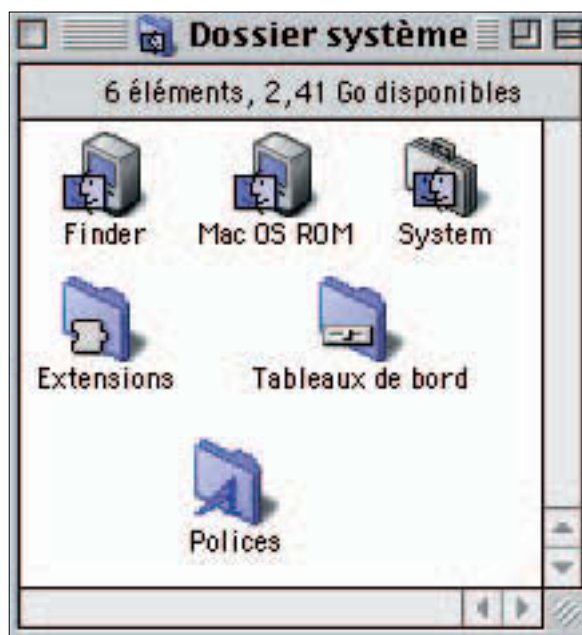 Dossier système
6 éléments, 2,41 Go disponibles
Finder Mac OS ROM System
Extensions Tableaux de bord
Polices